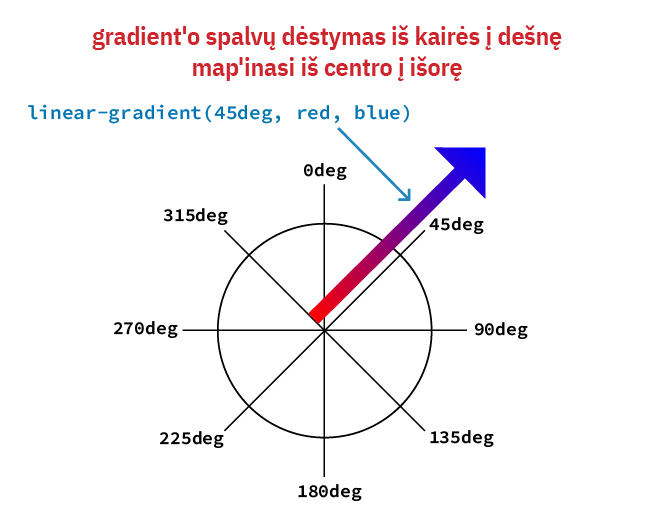 gradient'o spalvų dėstymas iš kairės į dešnę
map'inasi iš centro į išorę
linear-gradient(45deg, red, blue)
0deg
315deg
45deg
270deg
90deg
225deg
135deg
180deg